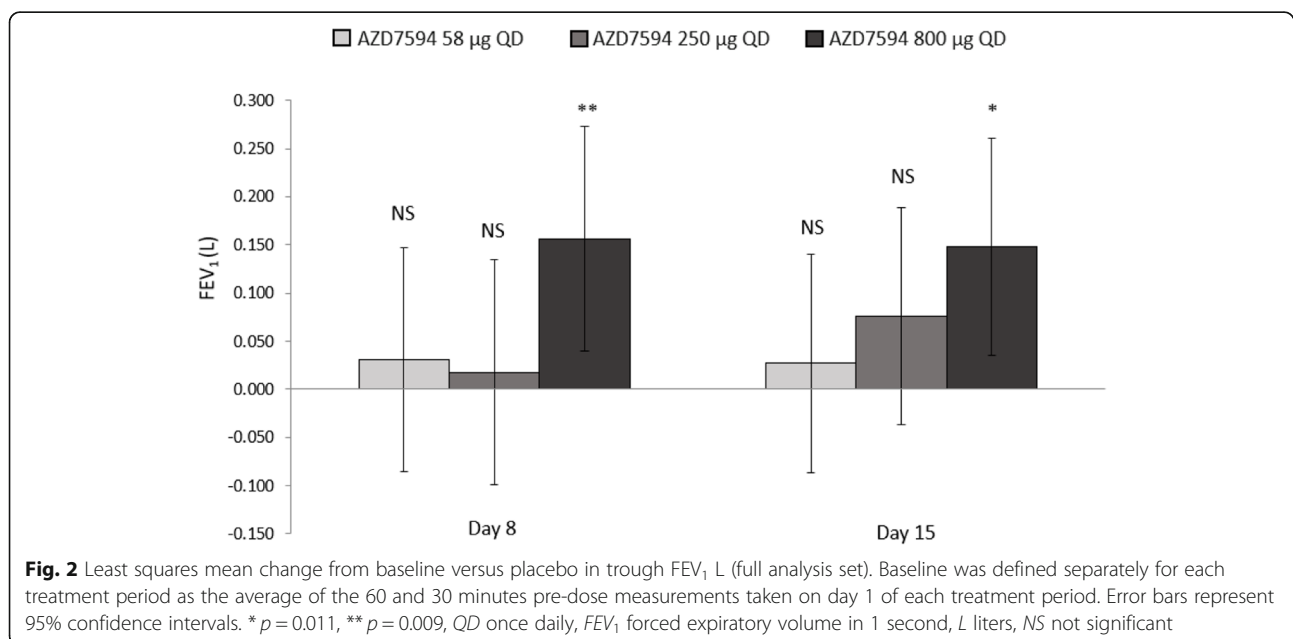 AZD7594 58 µg QD AZD7594 250 µg QD AZD7594 800 µg QD
0.300
0.250
0.200
0.150
0.100
0.050
0.000
-0.050
-0.100
-0.150
FEV₁ (L)
NS
NS
**
NS
NS
*
Day 8
Day 15
Fig. 2 Least squares mean change from baseline versus placebo in trough FEV₁ L (full analysis set). Baseline was defined separately for each
treatment period as the average of the 60 and 30 minutes pre-dose measurements taken on day 1 of each treatment period. Error bars represent
95% confidence intervals. * p = 0.011, ** p = 0.009, QD once daily, FEV₁ forced expiratory volume in 1 second, L liters, NS not significant